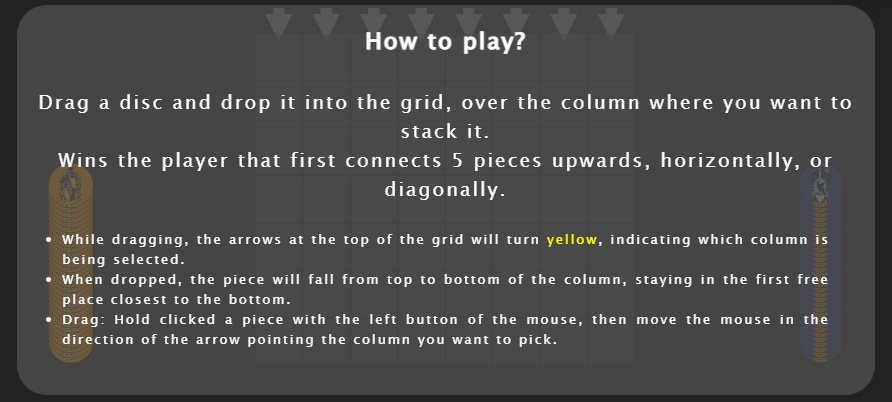 How to play?
Drag a disc and drop it into the grid, over the column where you want to
stack it.
Wins the player that first connects 5 pieces upwards, horizontally, or
diagonally.
• While dragging, the arrows at the top of the grid will turn yellow, indicating which column is
being selected.
• When dropped, the piece will fall from top to bottom of the column, staying in the first free
place closest to the bottom.
• Drag: Hold clicked a piece with the left button of the mouse, then move the mouse in the
direction of the arrow pointing the column you want to pick.